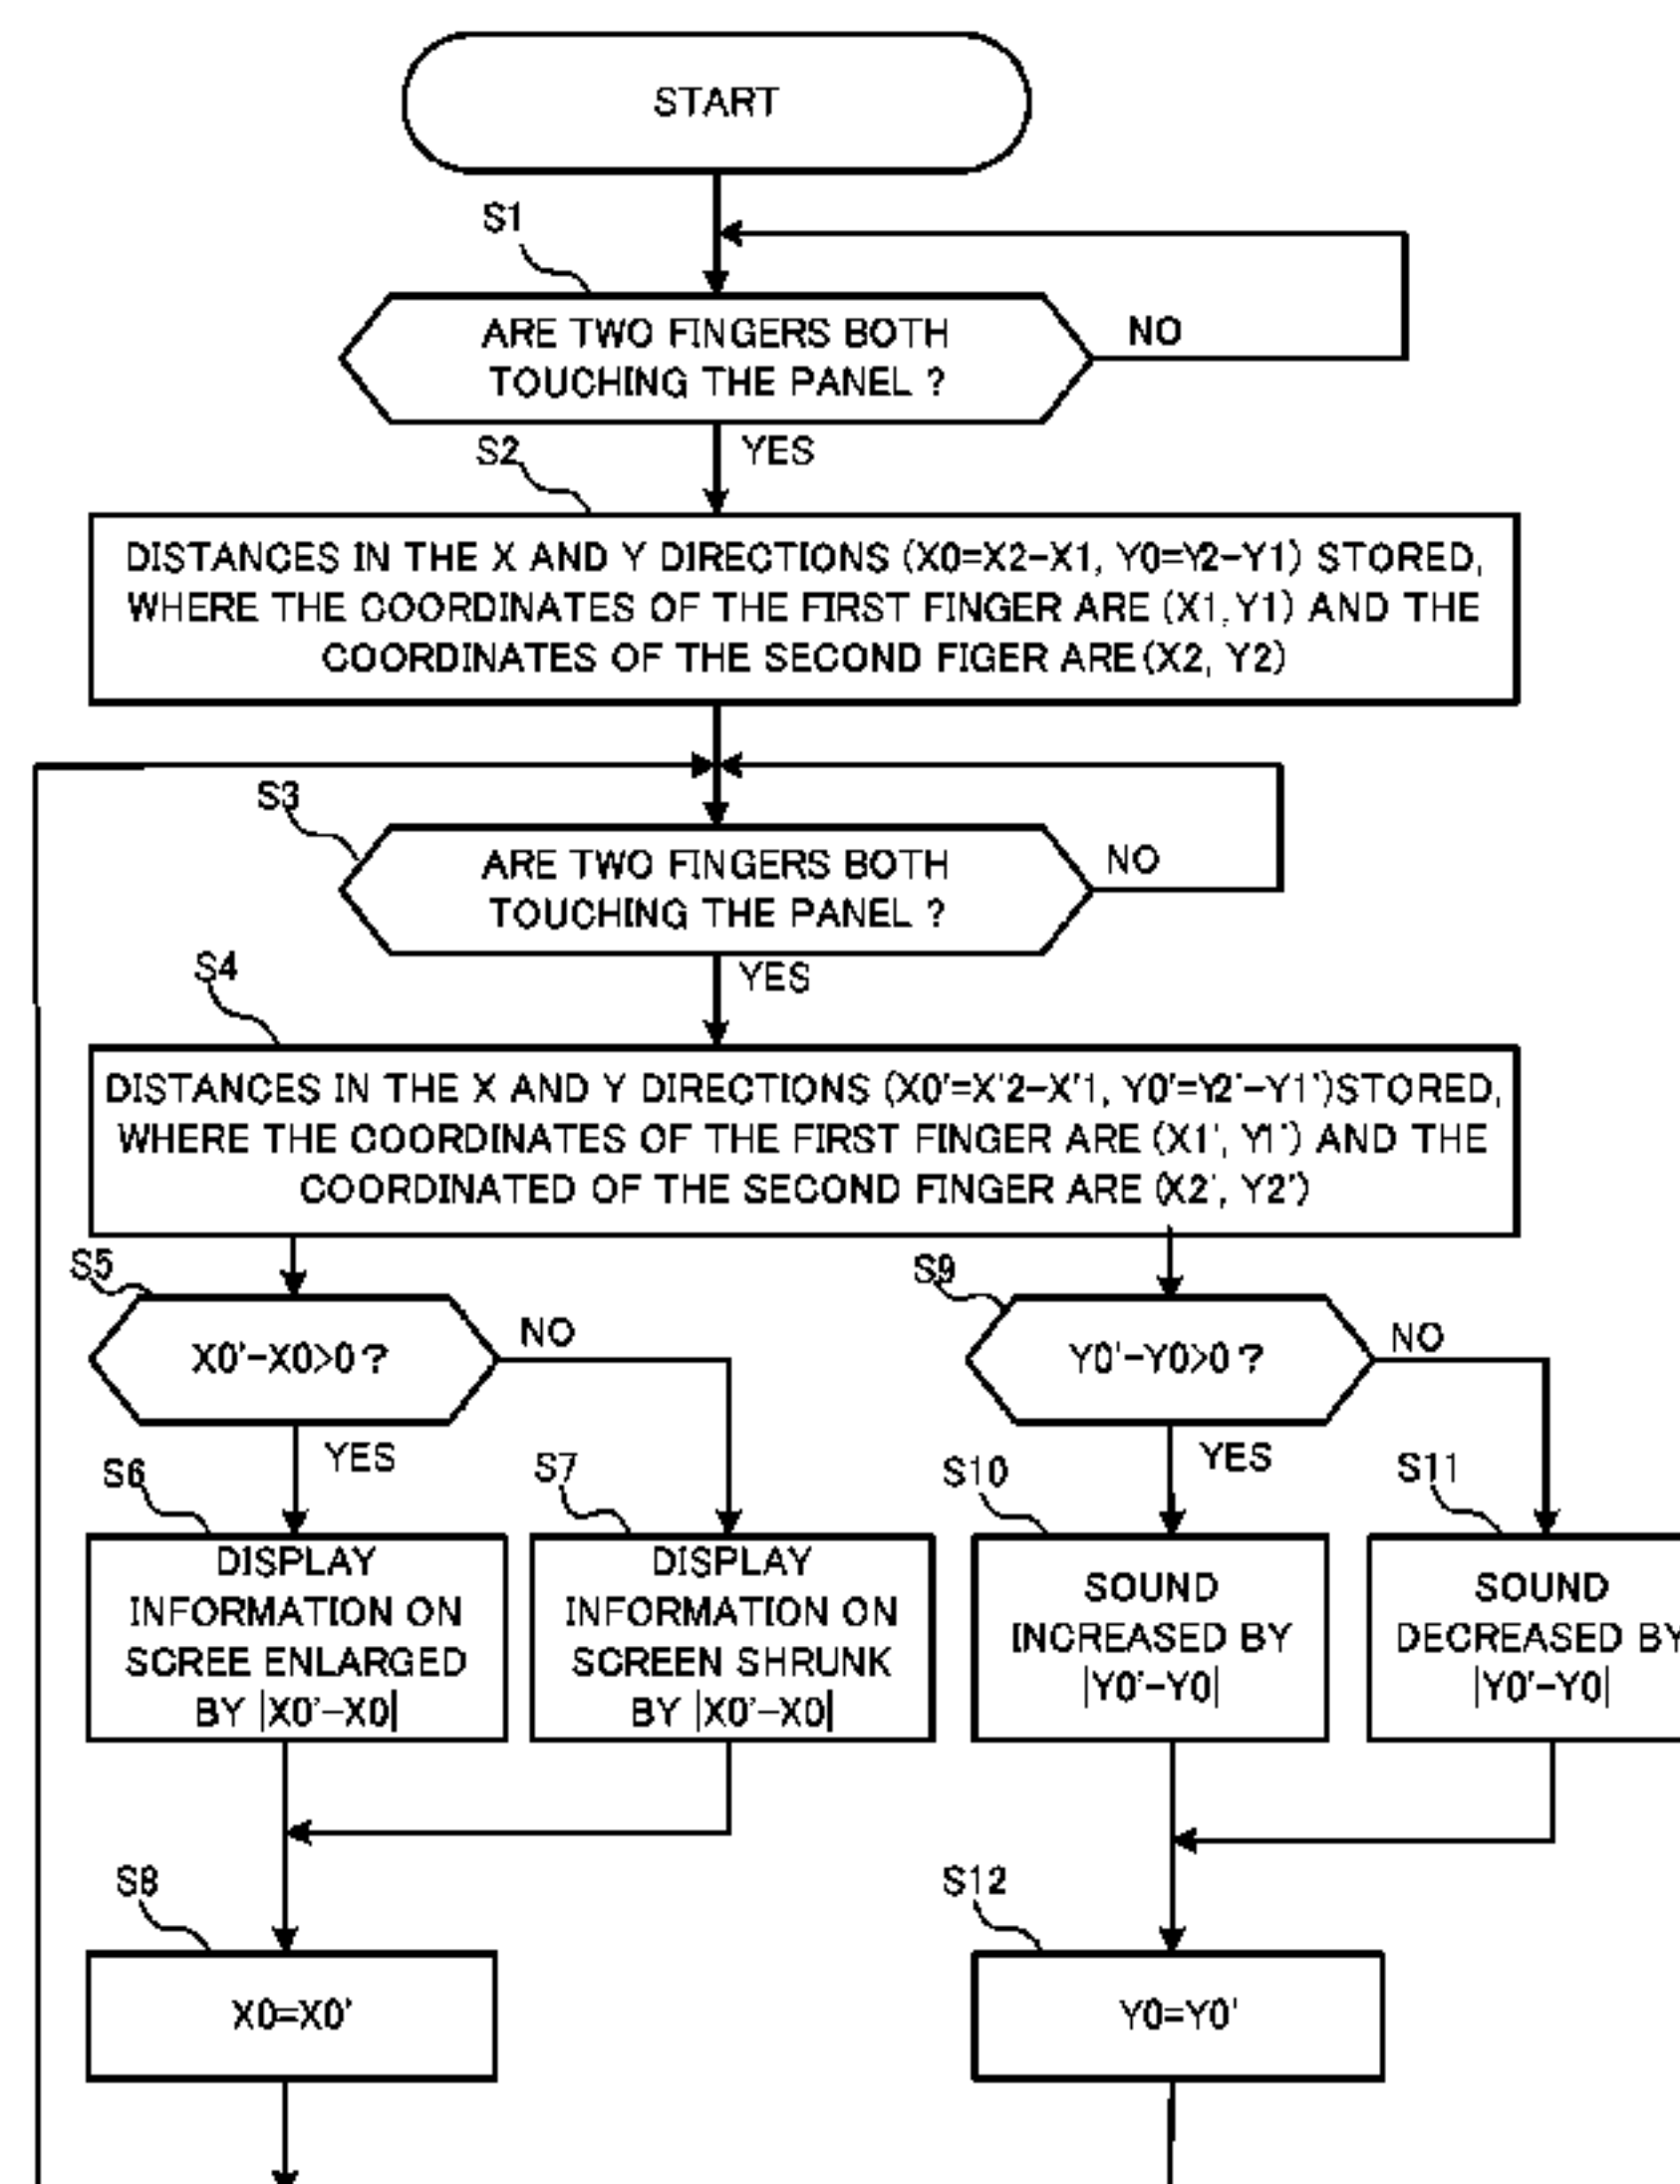 START
S1
ARE TWO FINGERS BOTH
TOUCHING THE PANEL ?
NO
YES
S2
DISTANCES IN THE X AND Y DIRECTIONS (X0=X2-X1, Y0=Y2-Y1) STORED,
WHERE THE COORDINATES OF THE FIRST FINGER ARE (X1,Y1) AND THE
COORDINATES OF THE SECOND FIGER ARE (X2, Y2)
S3
ARE TWO FINGERS BOTH
TOUCHING THE PANEL ?
NO
YES
S4
DISTANCES IN THE X AND Y DIRECTIONS (X0'=X'2-X'1, Y0'=Y2'-Y1')STORED,
WHERE THE COORDINATES OF THE FIRST FINGER ARE (X1', Y1') AND THE
COORDINATED OF THE SECOND FINGER ARE (X2', Y2')
S5
X0'-X0>0 ?
NO
YES
S9
Y0'-Y0>0 ?
NO
YES
S6
DISPLAY
INFORMATION ON
SCREE ENLARGED
BY |X0'-X0|
S7
DISPLAY
INFORMATION ON
SCREEN SHRUNK
BY |X0'-X0|
S10
SOUND
INCREASED BY
|Y0'-Y0|
S11
SOUND
DECREASED BY
|Y0'-Y0|
S8
X0=X0'
S12
Y0=Y0'